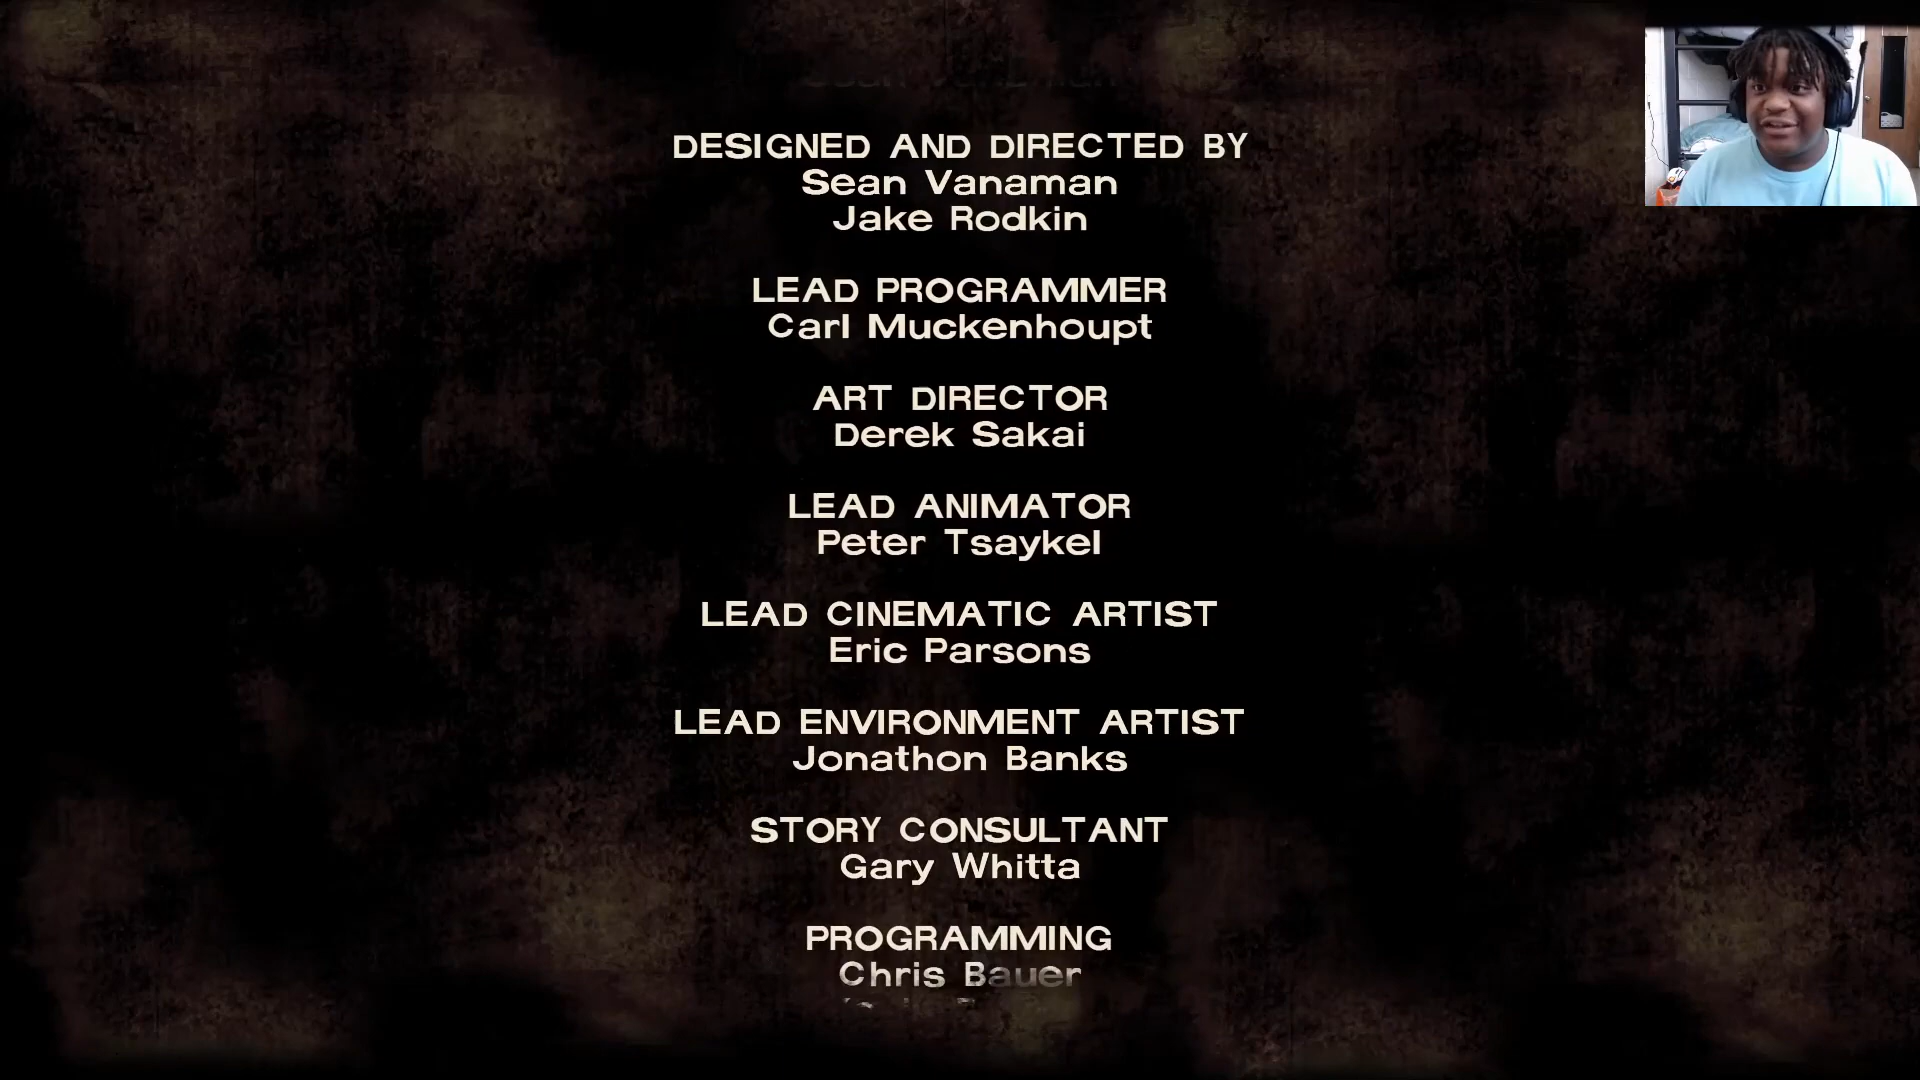 DESIGNED AND DIRECTED BY
Sean Vanaman
Jake Rodkin
LEAD PROGRAMMER
Carl Muckenhoupt
ART DIRECTOR
Derek Sakai
LEAD ANIMATOR
Peter Tsaykel
LEAD CINEMATIC ARTIST
Eric Parsons
LEAD ENVIRONMENT ARTIST
Jonathon Banks
STORY CONSULTANT
Gary Whitta
PROGRAMMING
Chris Bauer